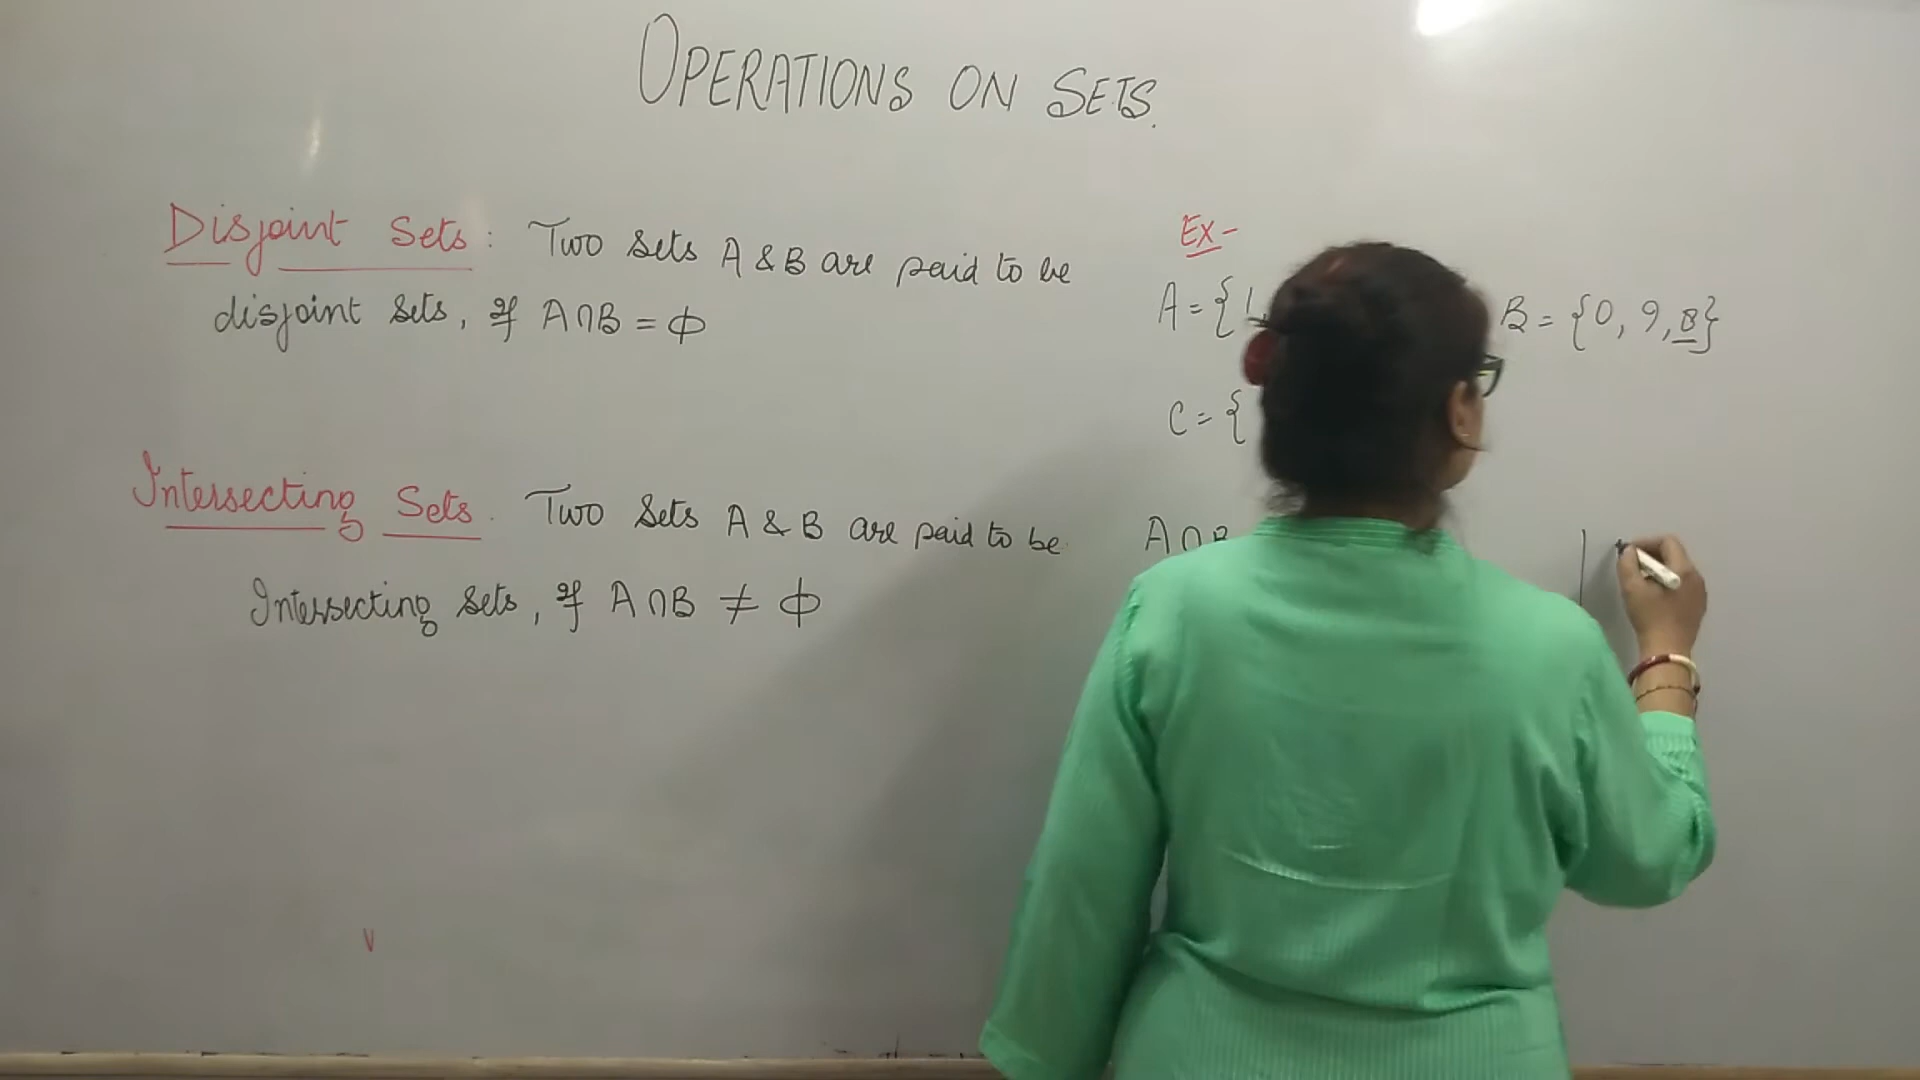 OPERATIONS ON SETS.
Disjoint Sets: Two sets A & B are said to be
disjoint sets, if A∩B = ϕ
Intersecting Sets. Two sets A & B are said to be
Intersecting sets, if A∩B ≠ ϕ
Ex-
A = {1,
B = {0, 9, 8}
C = {
A∩B